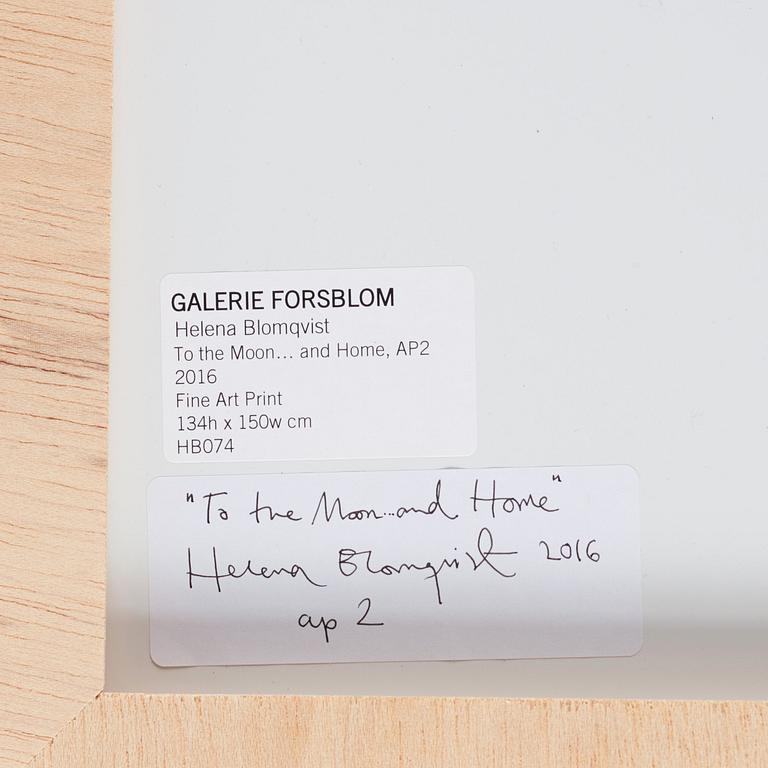 GALERIE FORSBLOM
Helena Blomqvist
To the Moon... and Home, AP2
2016
Fine Art Print
134h x 150w cm
HB074
"To the Moon...and Home"
Helena Blomqvist 2016
ap 2